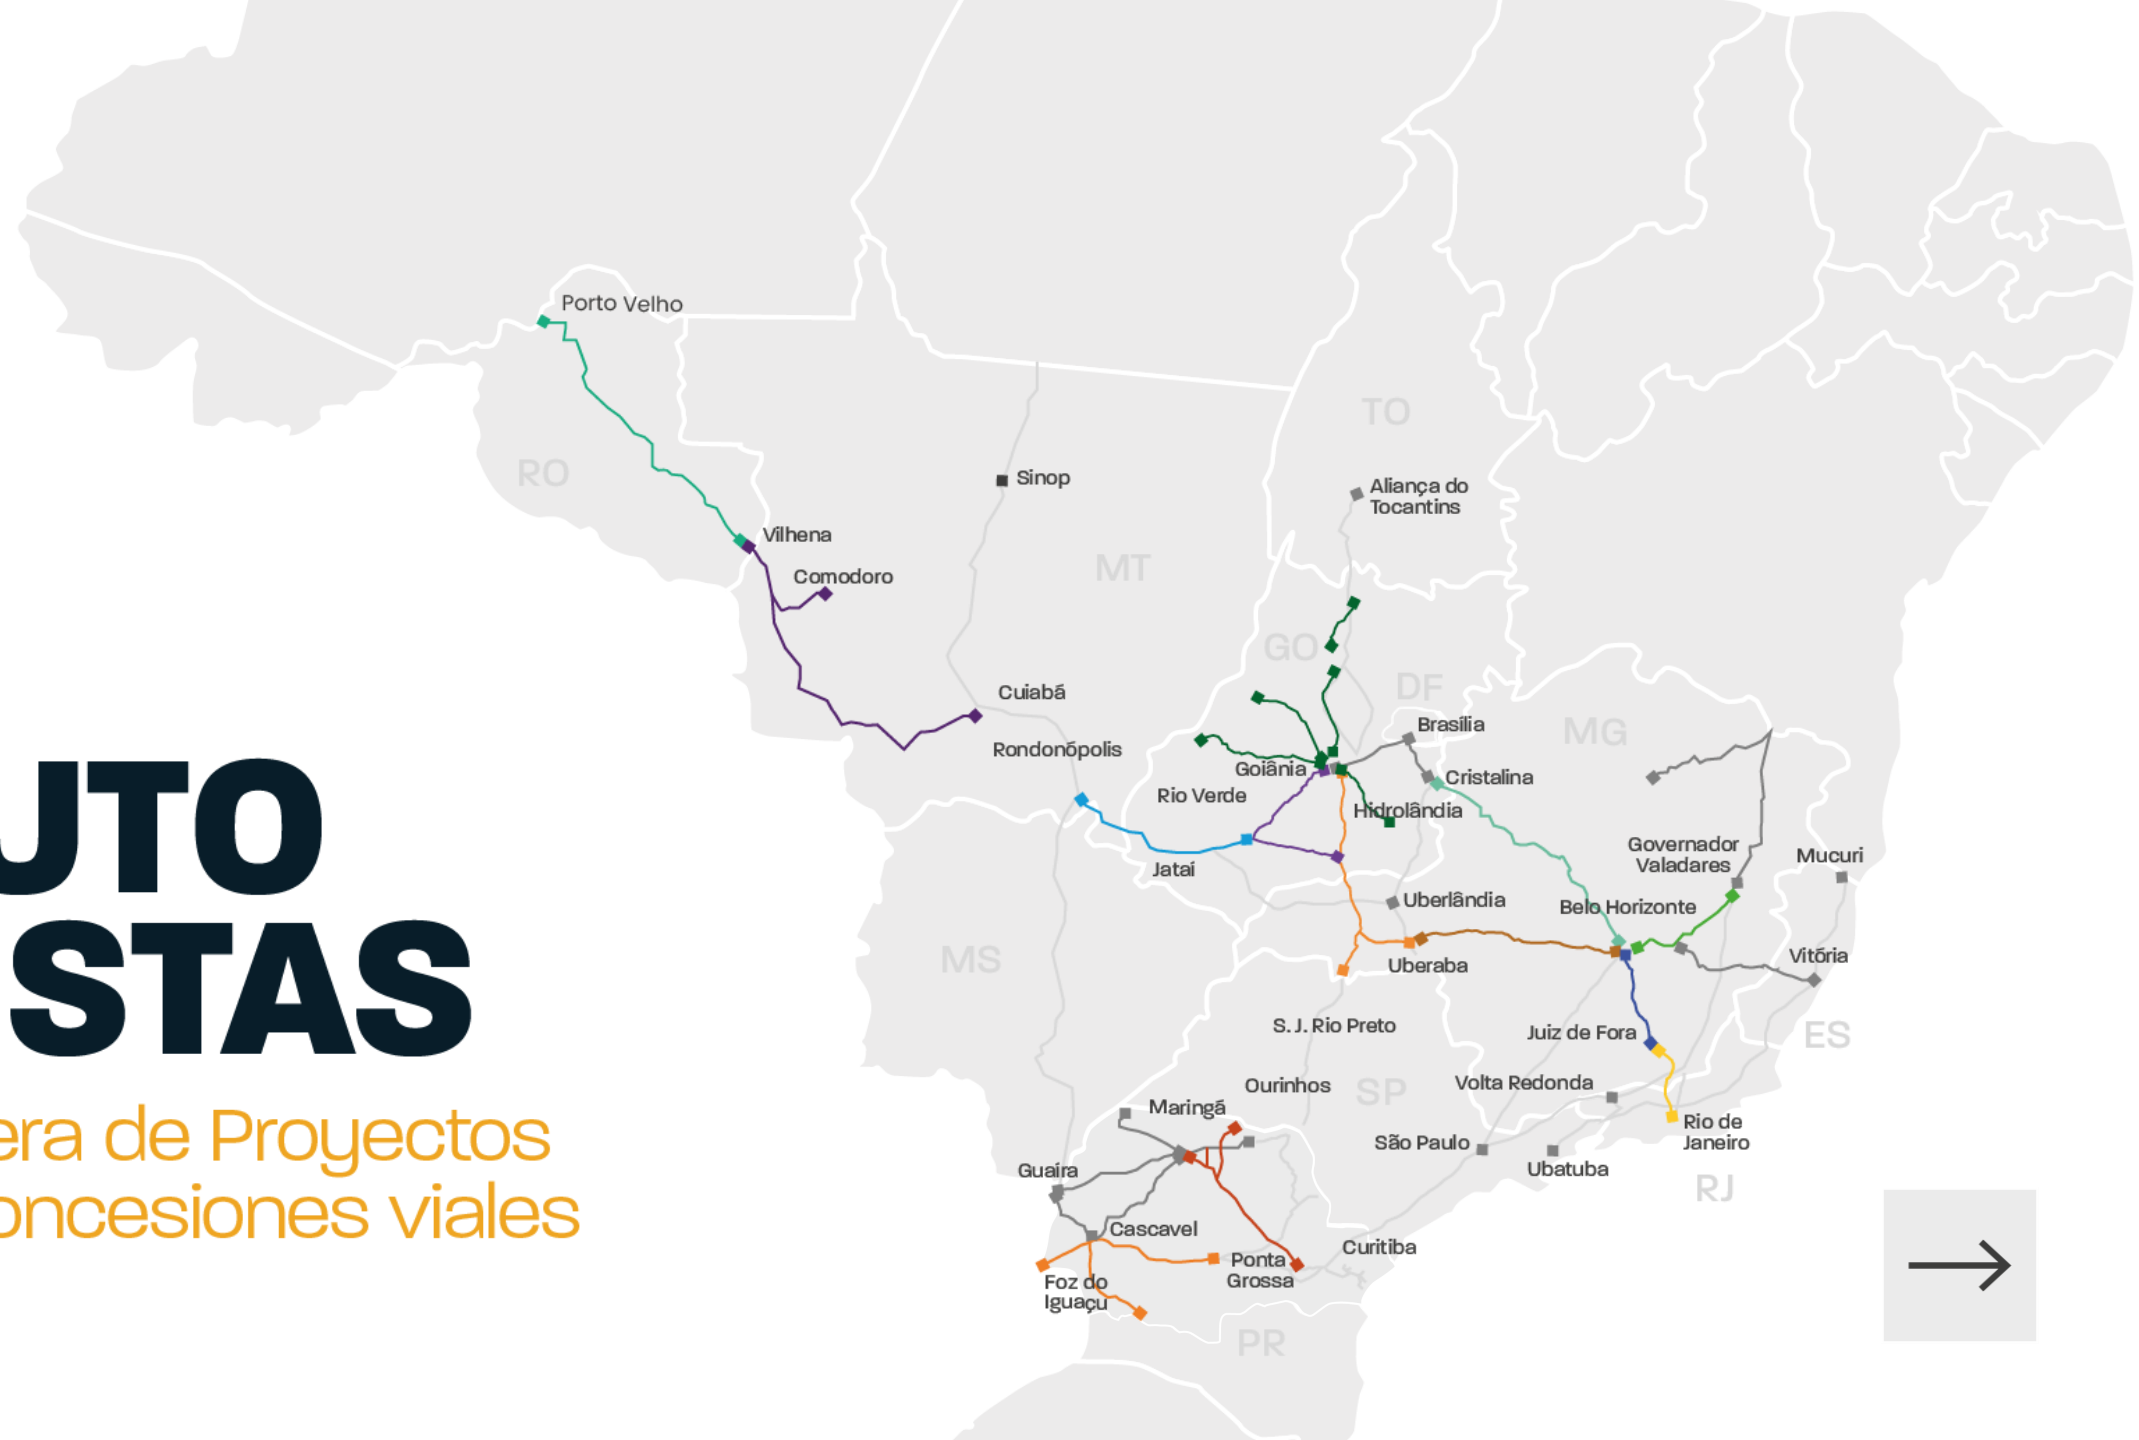 Porto Velho
TO
RO
Sinop
Aliança do
Tocantins
Vilhena
MT
Comodoro
GO
DF
Cuiabá
Brasília
MG
Rondonópolis
Goiânia
Cristalina
Rio Verde
Hidrolândia
Governador
Valadares
Mucuri
Jataí
Uberlândia
Belo Horizonte
MS
Uberaba
Vitória
S. J. Rio Preto
Juiz de Fora
ES
Ourinhos
SP
Volta Redonda
Maringá
Rio de
Janeiro
São Paulo
Ubatuba
Guaíra
RJ
Cascavel
Curitiba
Ponta
Grossa
Foz do
Iguaçu
PR
UTO
STAS
era de Proyectos
oncesiones viales